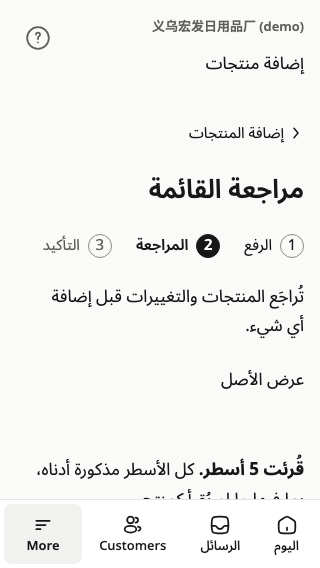 义乌宏发日用品厂 (demo)
إضافة منتجات
إضافة المنتجات
مراجعة القائمة
1 الرفع 2 المراجعة 3 التأكيد
تُراجَع المنتجات والتغييرات قبل إضافة
أي شيء.
عرض الأصل
قُرئت 5 أسطر. كل الأسطر مذكورة أدناه،
اليوم الرسائل Customers More